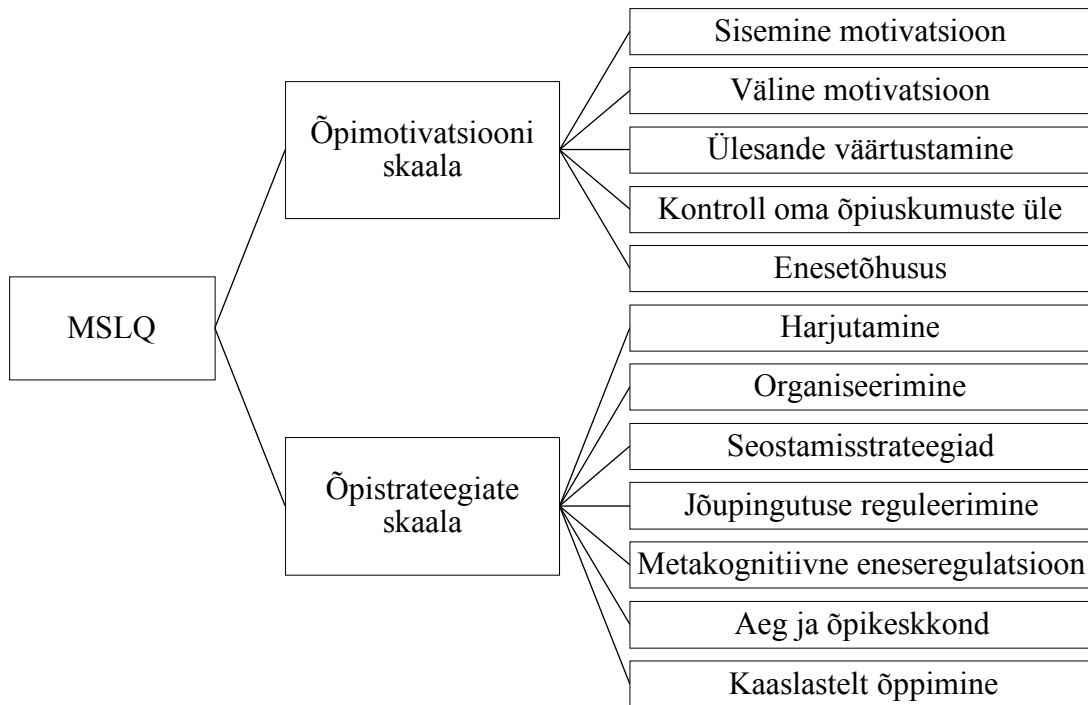 MSLQ
Õpimotivatsiooni
skaala
Sisemine motivatsioon
Väline motivatsioon
Ülesande väärtustamine
Kontroll oma õpiuskumuste üle
Enesetõhusus
Õpistrateegiate
skaala
Harjutamine
Organiseerimine
Seostamisstrateegiad
Jõupingutuse reguleerimine
Metakognitiivne eneseregulatsioon
Aeg ja õpikeskkond
Kaaslastelt õppimine